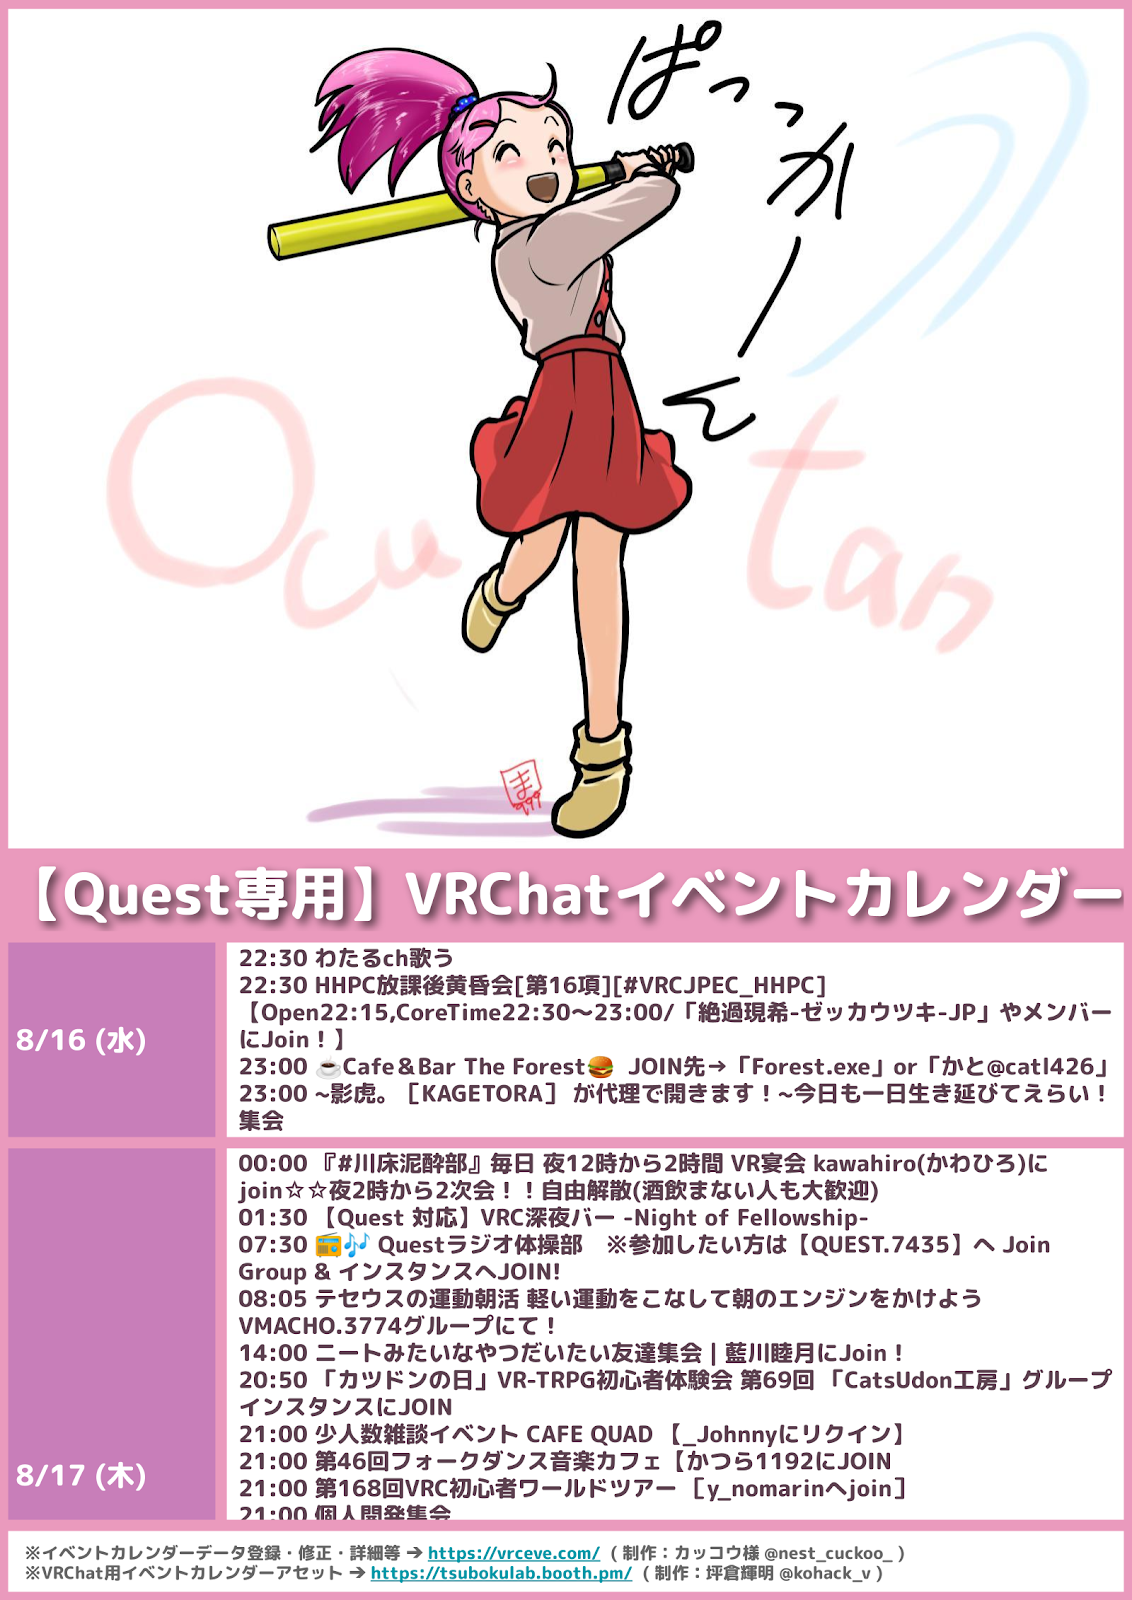 ぱっっかーん
Ocu tan
ま
999
【Quest専用】VRChatイベントカレンダー
8/16 (水)
22:30 わたるch歌う
22:30 HHPC放課後黄昏会[第16項][#VRCJPEC_HHPC]
【Open22:15,CoreTime22:30～23:00/「絶過現希-ゼッカウツキ-JP」やメンバー
にJoin！】
23:00 ☕Cafe＆Bar The Forest🍔 JOIN先→「Forest.exe」or「かと@catl426」
23:00 ~影虎。［KAGETORA］ が代理で開きます！~今日も一日生き延びてえらい！
集会
8/17 (木)
00:00 『#川床泥酔部』毎日 夜12時から2時間 VR宴会 kawahiro(かわひろ)に
join☆☆夜2時から2次会！！自由解散(酒飲まない人も大歓迎)
01:30 【Quest 対応】VRC深夜バー -Night of Fellowship-
07:30 📻🎶 Questラジオ体操部　※参加したい方は【QUEST.7435】へ Join
Group & インスタンスへJOIN!
08:05 テセウスの運動朝活 軽い運動をこなして朝のエンジンをかけよう
VMACHO.3774グループにて！
14:00 ニートみたいなやつだいたい友達集会 | 藍川睦月にJoin！
20:50 「カツドンの日」VR-TRPG初心者体験会 第69回 「CatsUdon工房」グループ
インスタンスにJOIN
21:00 少人数雑談イベント CAFE QUAD 【_Johnnyにリクイン】
21:00 第46回フォークダンス音楽カフェ【かつら1192にJOIN
21:00 第168回VRC初心者ワールドツアー ［y_nomarinへjoin］
21:00 個人開発集会
※イベントカレンダーデータ登録・修正・詳細等 ➔ https://vrceve.com/ （ 制作：カッコウ様 @nest_cuckoo_ ）
※VRChat用イベントカレンダーアセット ➔ https://tsubokulab.booth.pm/ （ 制作：坪倉輝明 @kohack_v ）